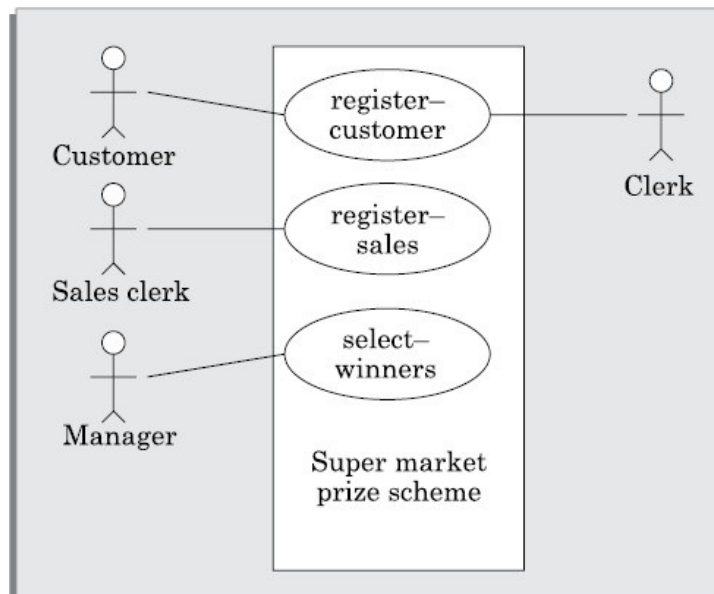 register–
customer
Customer
Clerk
register–
sales
Sales clerk
select–
winners
Manager
Super market
prize scheme